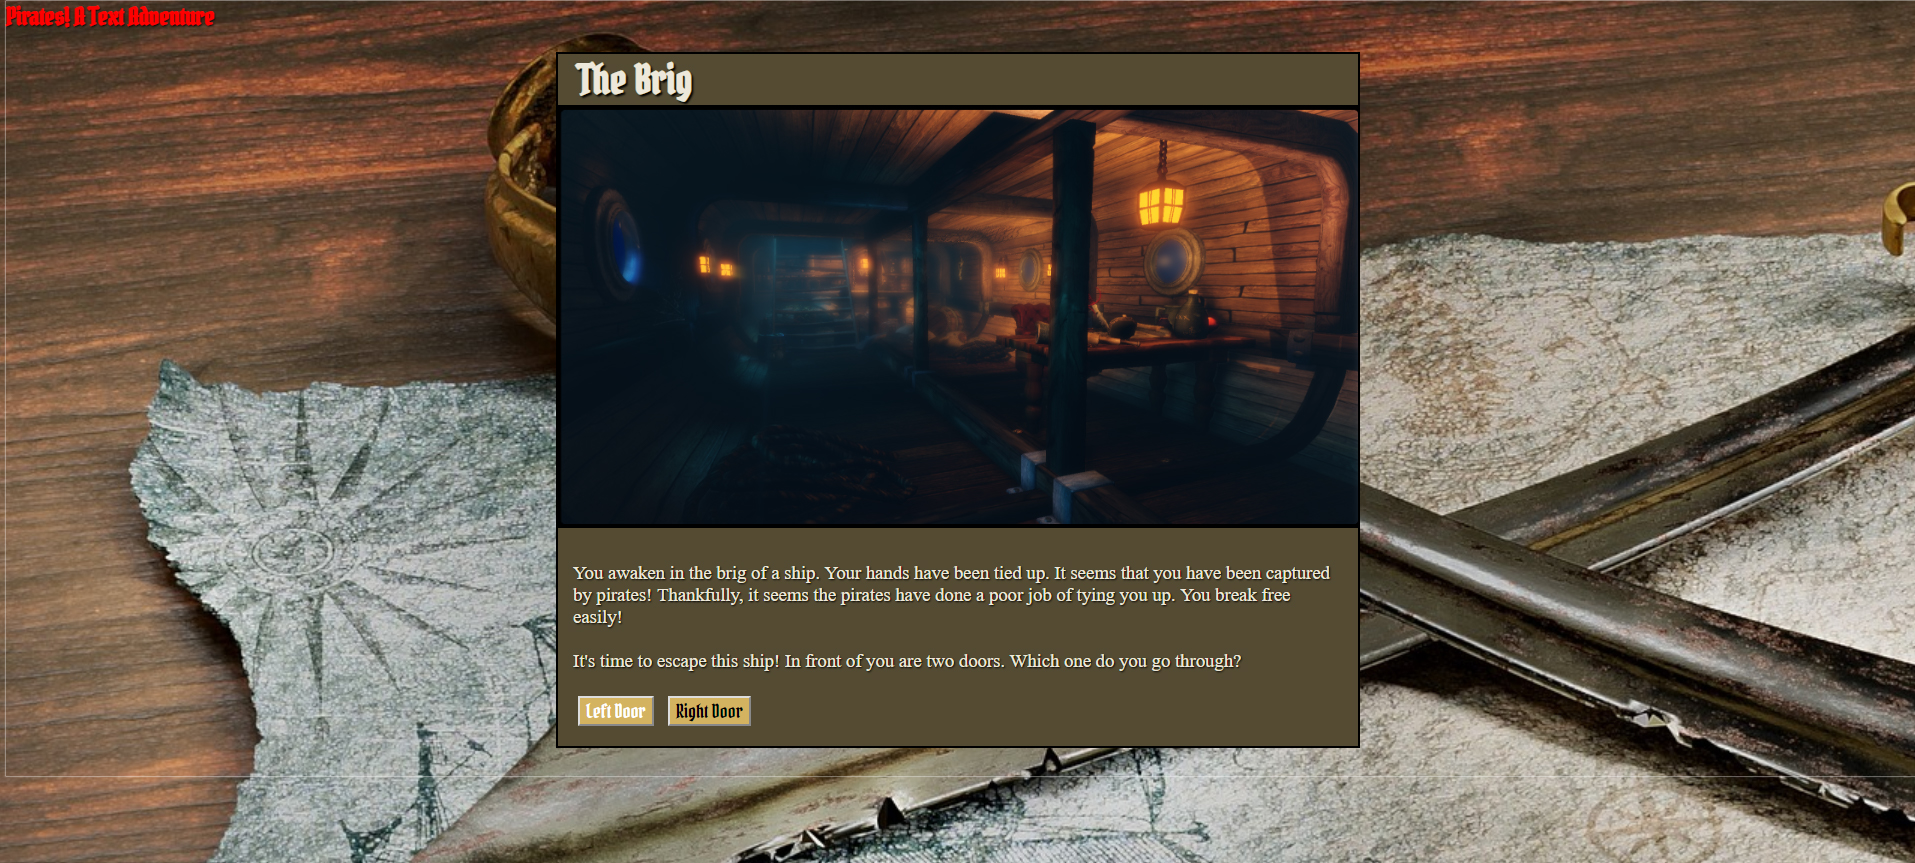 Pirates! A Text Adventure
The Brig
You awaken in the brig of a ship. Your hands have been tied up. It seems that you have been captured
by pirates! Thankfully, it seems the pirates have done a poor job of tying you up. You break free
easily!
It's time to escape this ship! In front of you are two doors. Which one do you go through?
Left Door Right Door